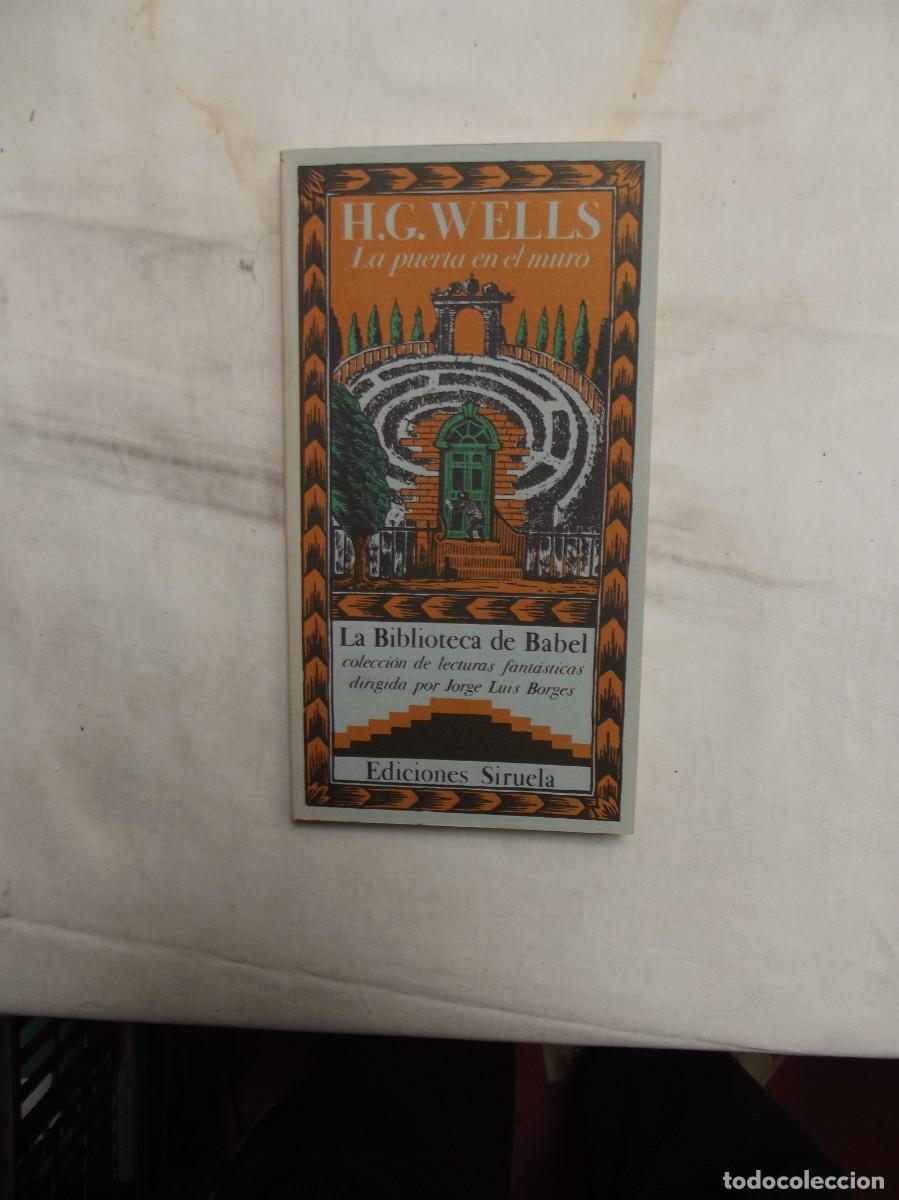 H.G. WELLS
La puerta en el muro
La Biblioteca de Babel
colección de lecturas fantásticas
dirigida por Jorge Luis Borges
Ediciones Siruela
todocoleccion